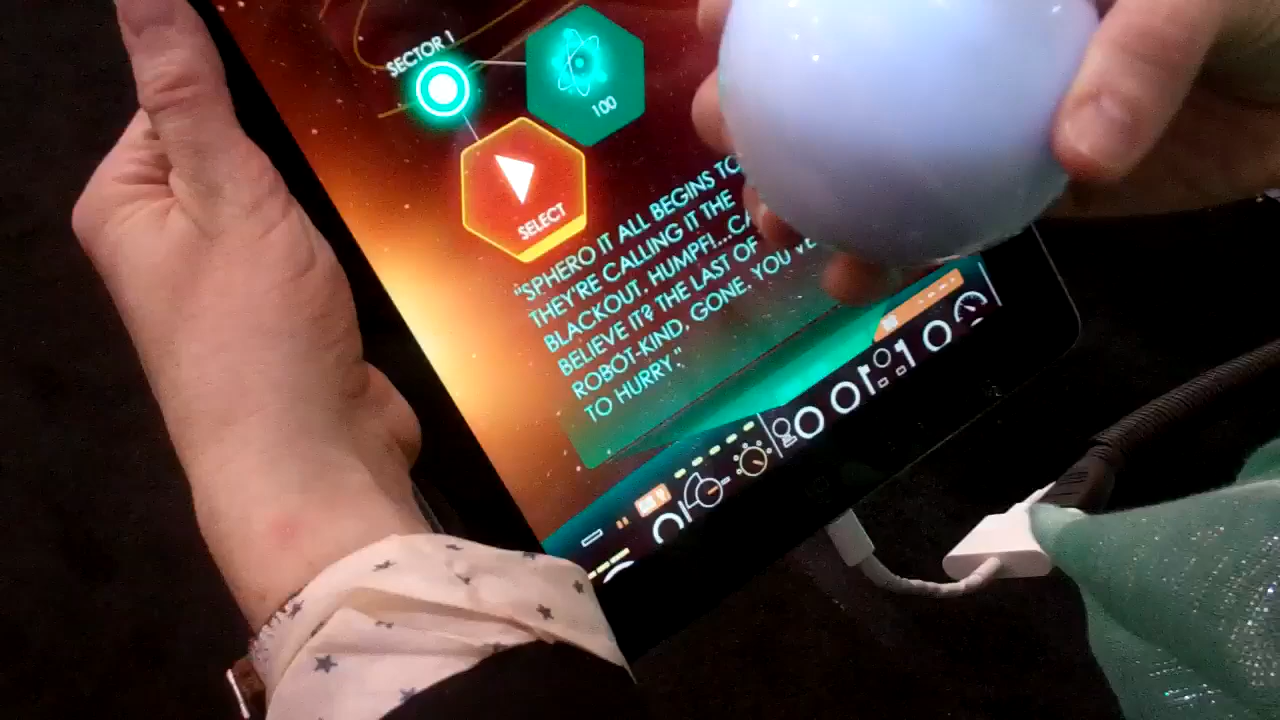 SECTOR 1
100
SELECT
"SPHERO IT ALL BEGINS TO
THEY'RE CALLING IT THE
BLACKOUT. HUMPF!...CA
BELIEVE IT? THE LAST OF
ROBOT-KIND, GONE. YOU'VE
TO HURRY."